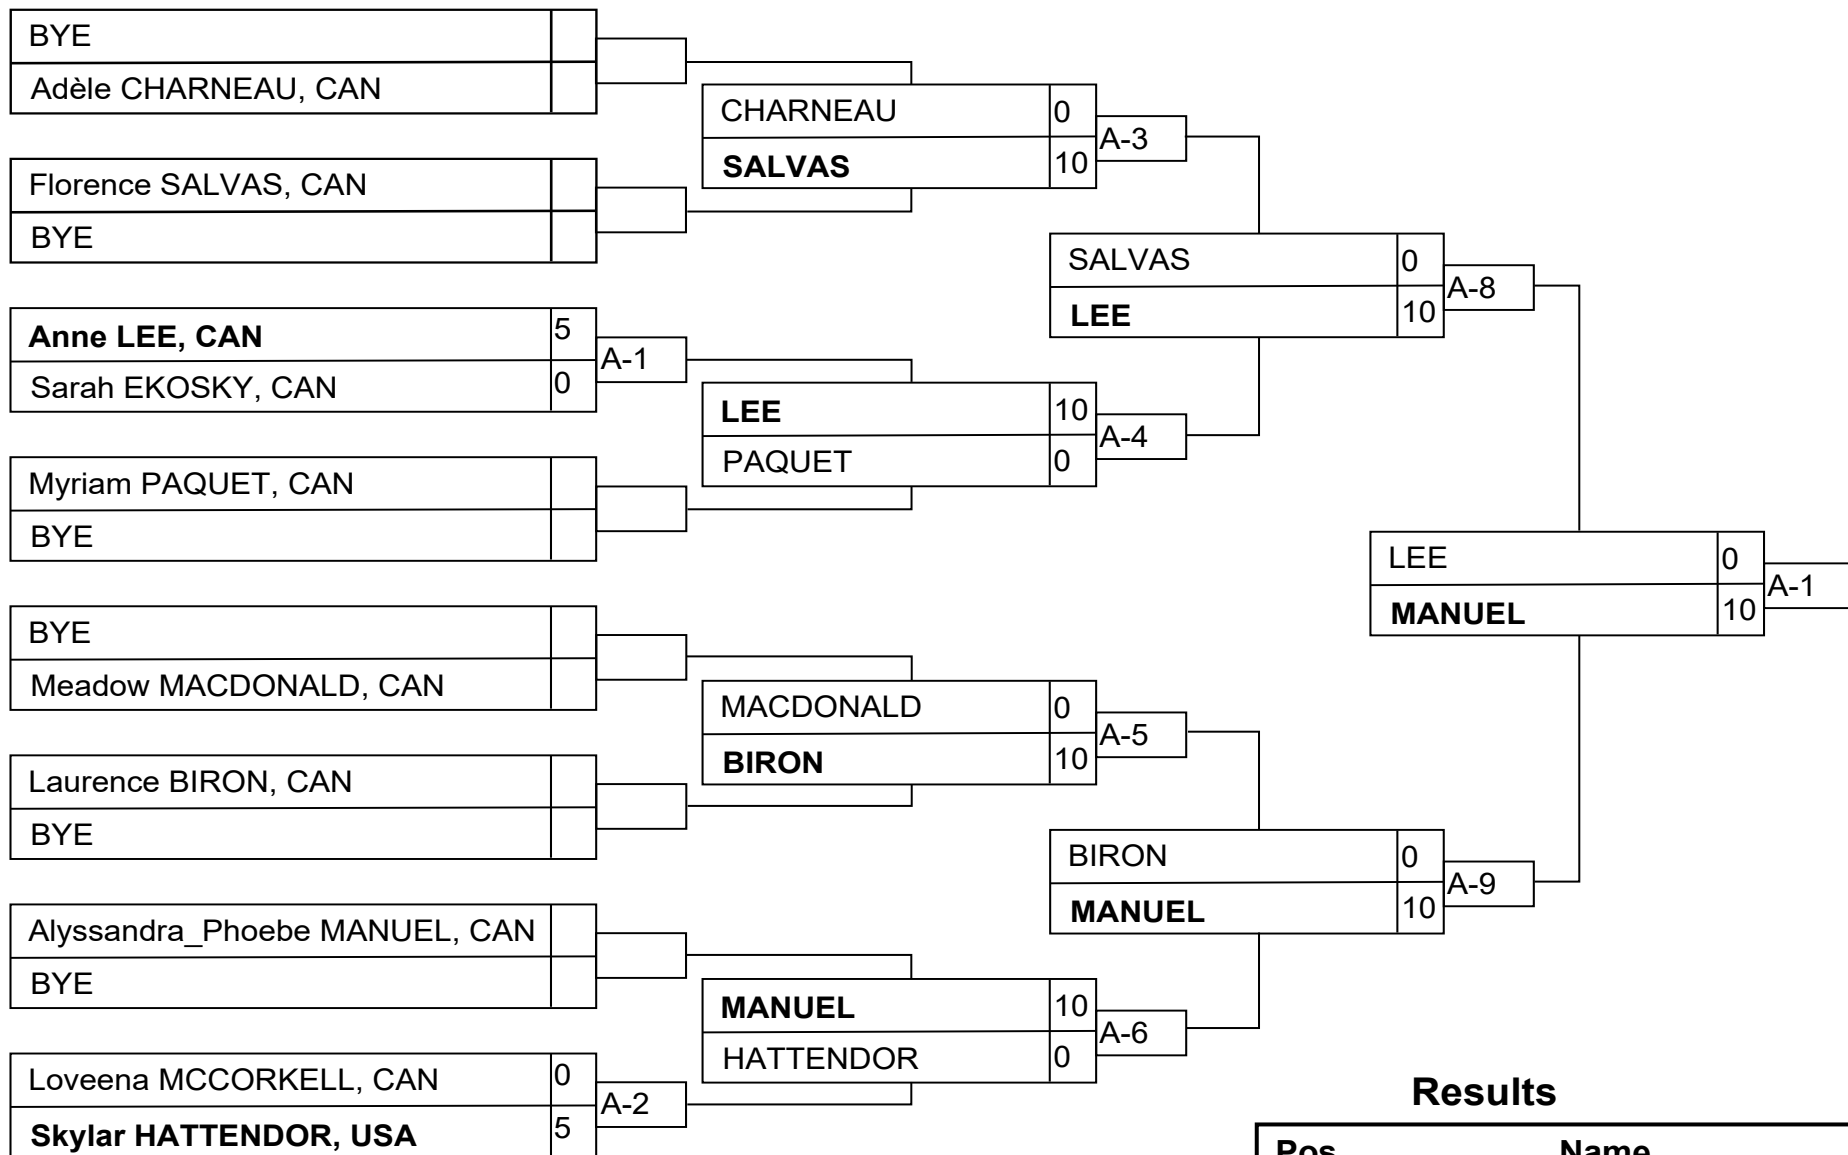 BYE
Adèle CHARNEAU, CAN
Florence SALVAS, CAN
BYE
Anne LEE, CAN 5
Sarah EKOSKY, CAN 0
A-1
Myriam PAQUET, CAN
BYE
BYE
Meadow MACDONALD, CAN
Laurence BIRON, CAN
BYE
Alyssandra_Phoebe MANUEL, CAN
BYE
Loveena MCCORKELL, CAN 0
Skylar HATTENDOR, USA 5
A-2
CHARNEAU 0
SALVAS 10
A-3
LEE 10
PAQUET 0
A-4
MACDONALD 0
BIRON 10
A-5
MANUEL 10
HATTENDOR 0
A-6
SALVAS 0
LEE 10
A-8
BIRON 0
MANUEL 10
A-9
LEE 0
MANUEL 10
A-1
Results
Pos Name